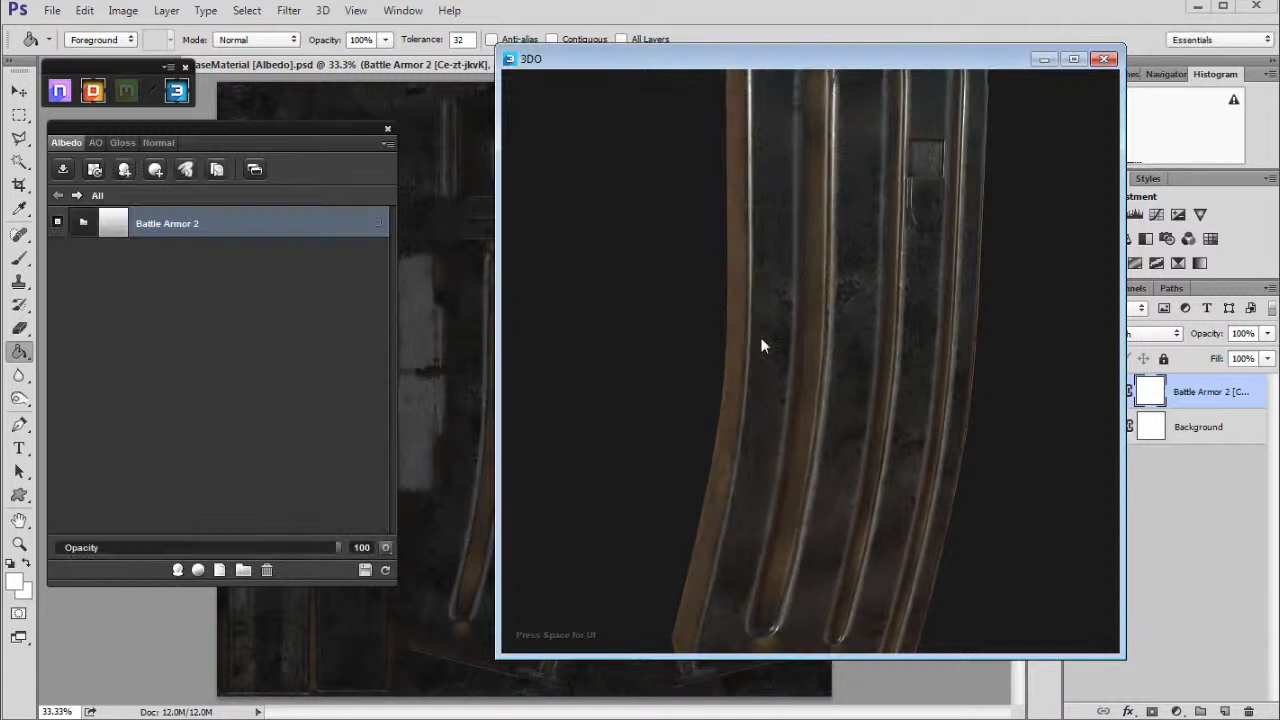 Ps File Edit Image Layer Type Select Filter 3D View Window Help
Foreground Mode: Normal Opacity: 100% Tolerance: 32 Anti-alias Contiguous All Layers Essentials
aseMaterial [Albedo].psd @ 33.3% (Battle Armor 2 [Ce-zt-jkvK],
3DO
Navigator Histogram
Albedo AO Gloss Normal
All
Battle Armor 2
Styles
ustment
nnels Paths
Opacity: 100%
Fill: 100%
Battle Armor 2 [C...
Background
Opacity 100
Press Space for UI
33.33% Doc: 12.0M/12.0M